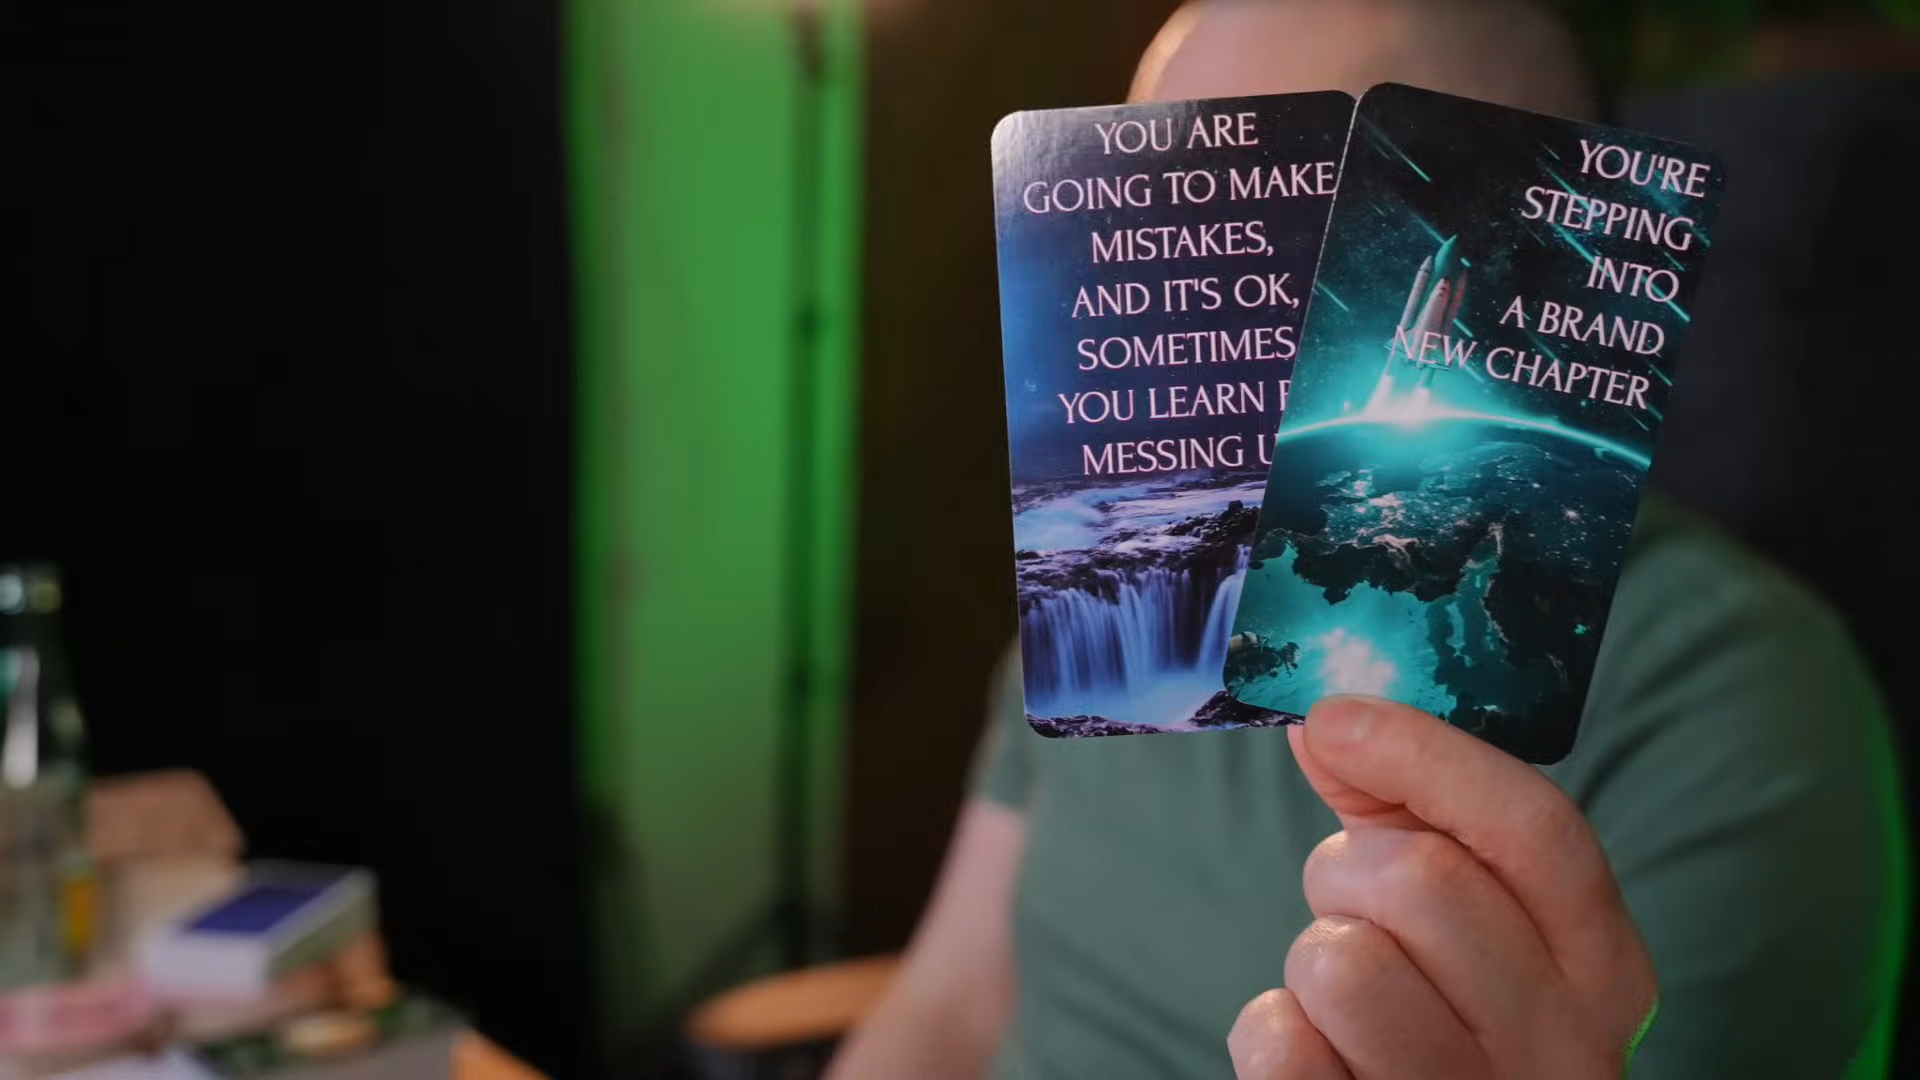 YOU ARE
GOING TO MAKE
MISTAKES,
AND IT'S OK,
SOMETIMES
YOU LEARN
MESSING
YOU'RE
STEPPING
INTO
A BRAND
NEW CHAPTER